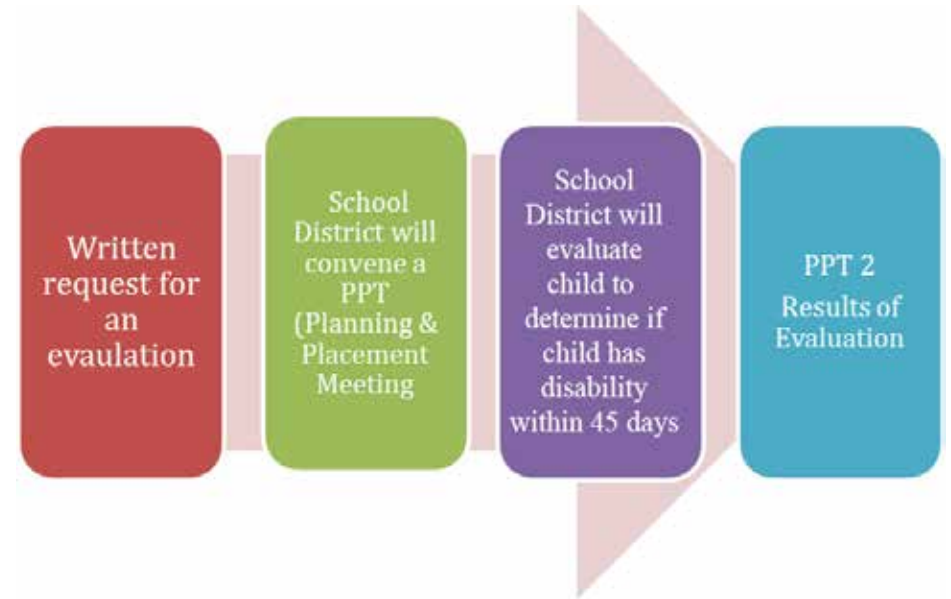 Written
request for
an
evaulation
School
District will
convene a
PPT
(Planning &
Placement
Meeting
School
District will
evaluate
child to
determine if
child has
disability
within 45 days
PPT 2
Results of
Evaluation